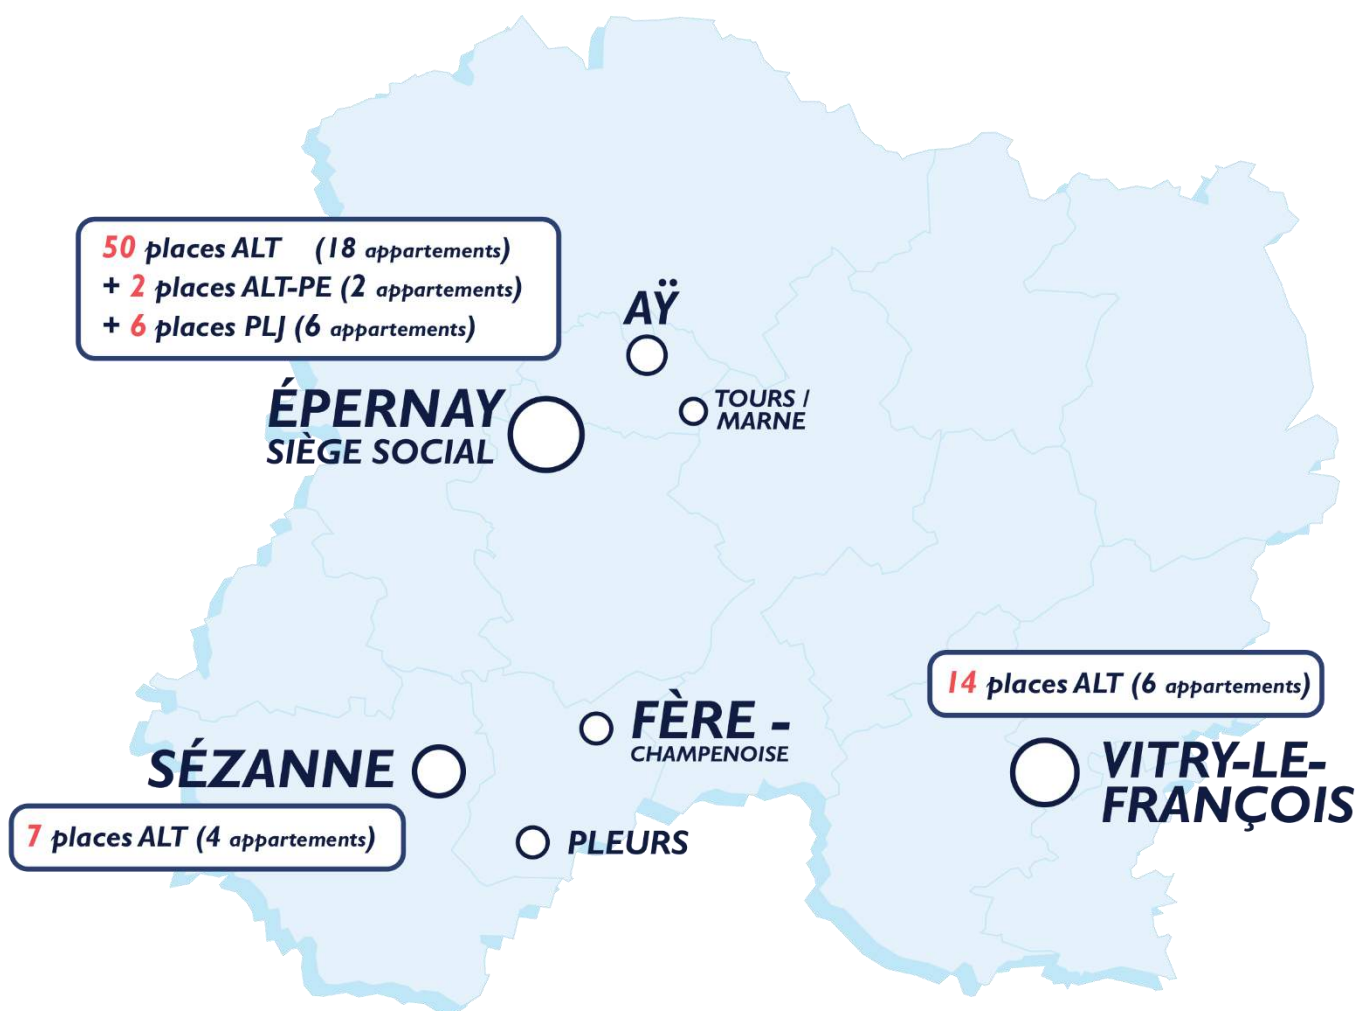 50 places ALT (18 appartements)
+ 2 places ALT-PE (2 appartements)
+ 6 places PLJ (6 appartements)
AŸ
ÉPERNAY
SIÈGE SOCIAL
TOURS /
MARNE
14 places ALT (6 appartements)
FÈRE -
CHAMPENOISE
SÉZANNE
VITRY-LE-
FRANÇOIS
7 places ALT (4 appartements)
PLEURS